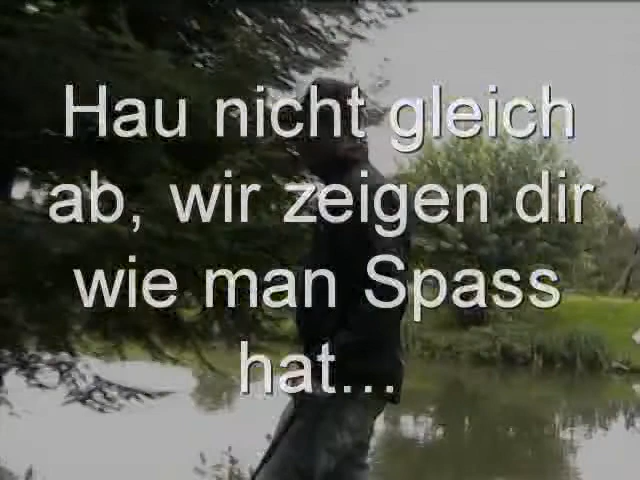 Hau nicht gleich
ab, wir zeigen dir
wie man Spass
hat...